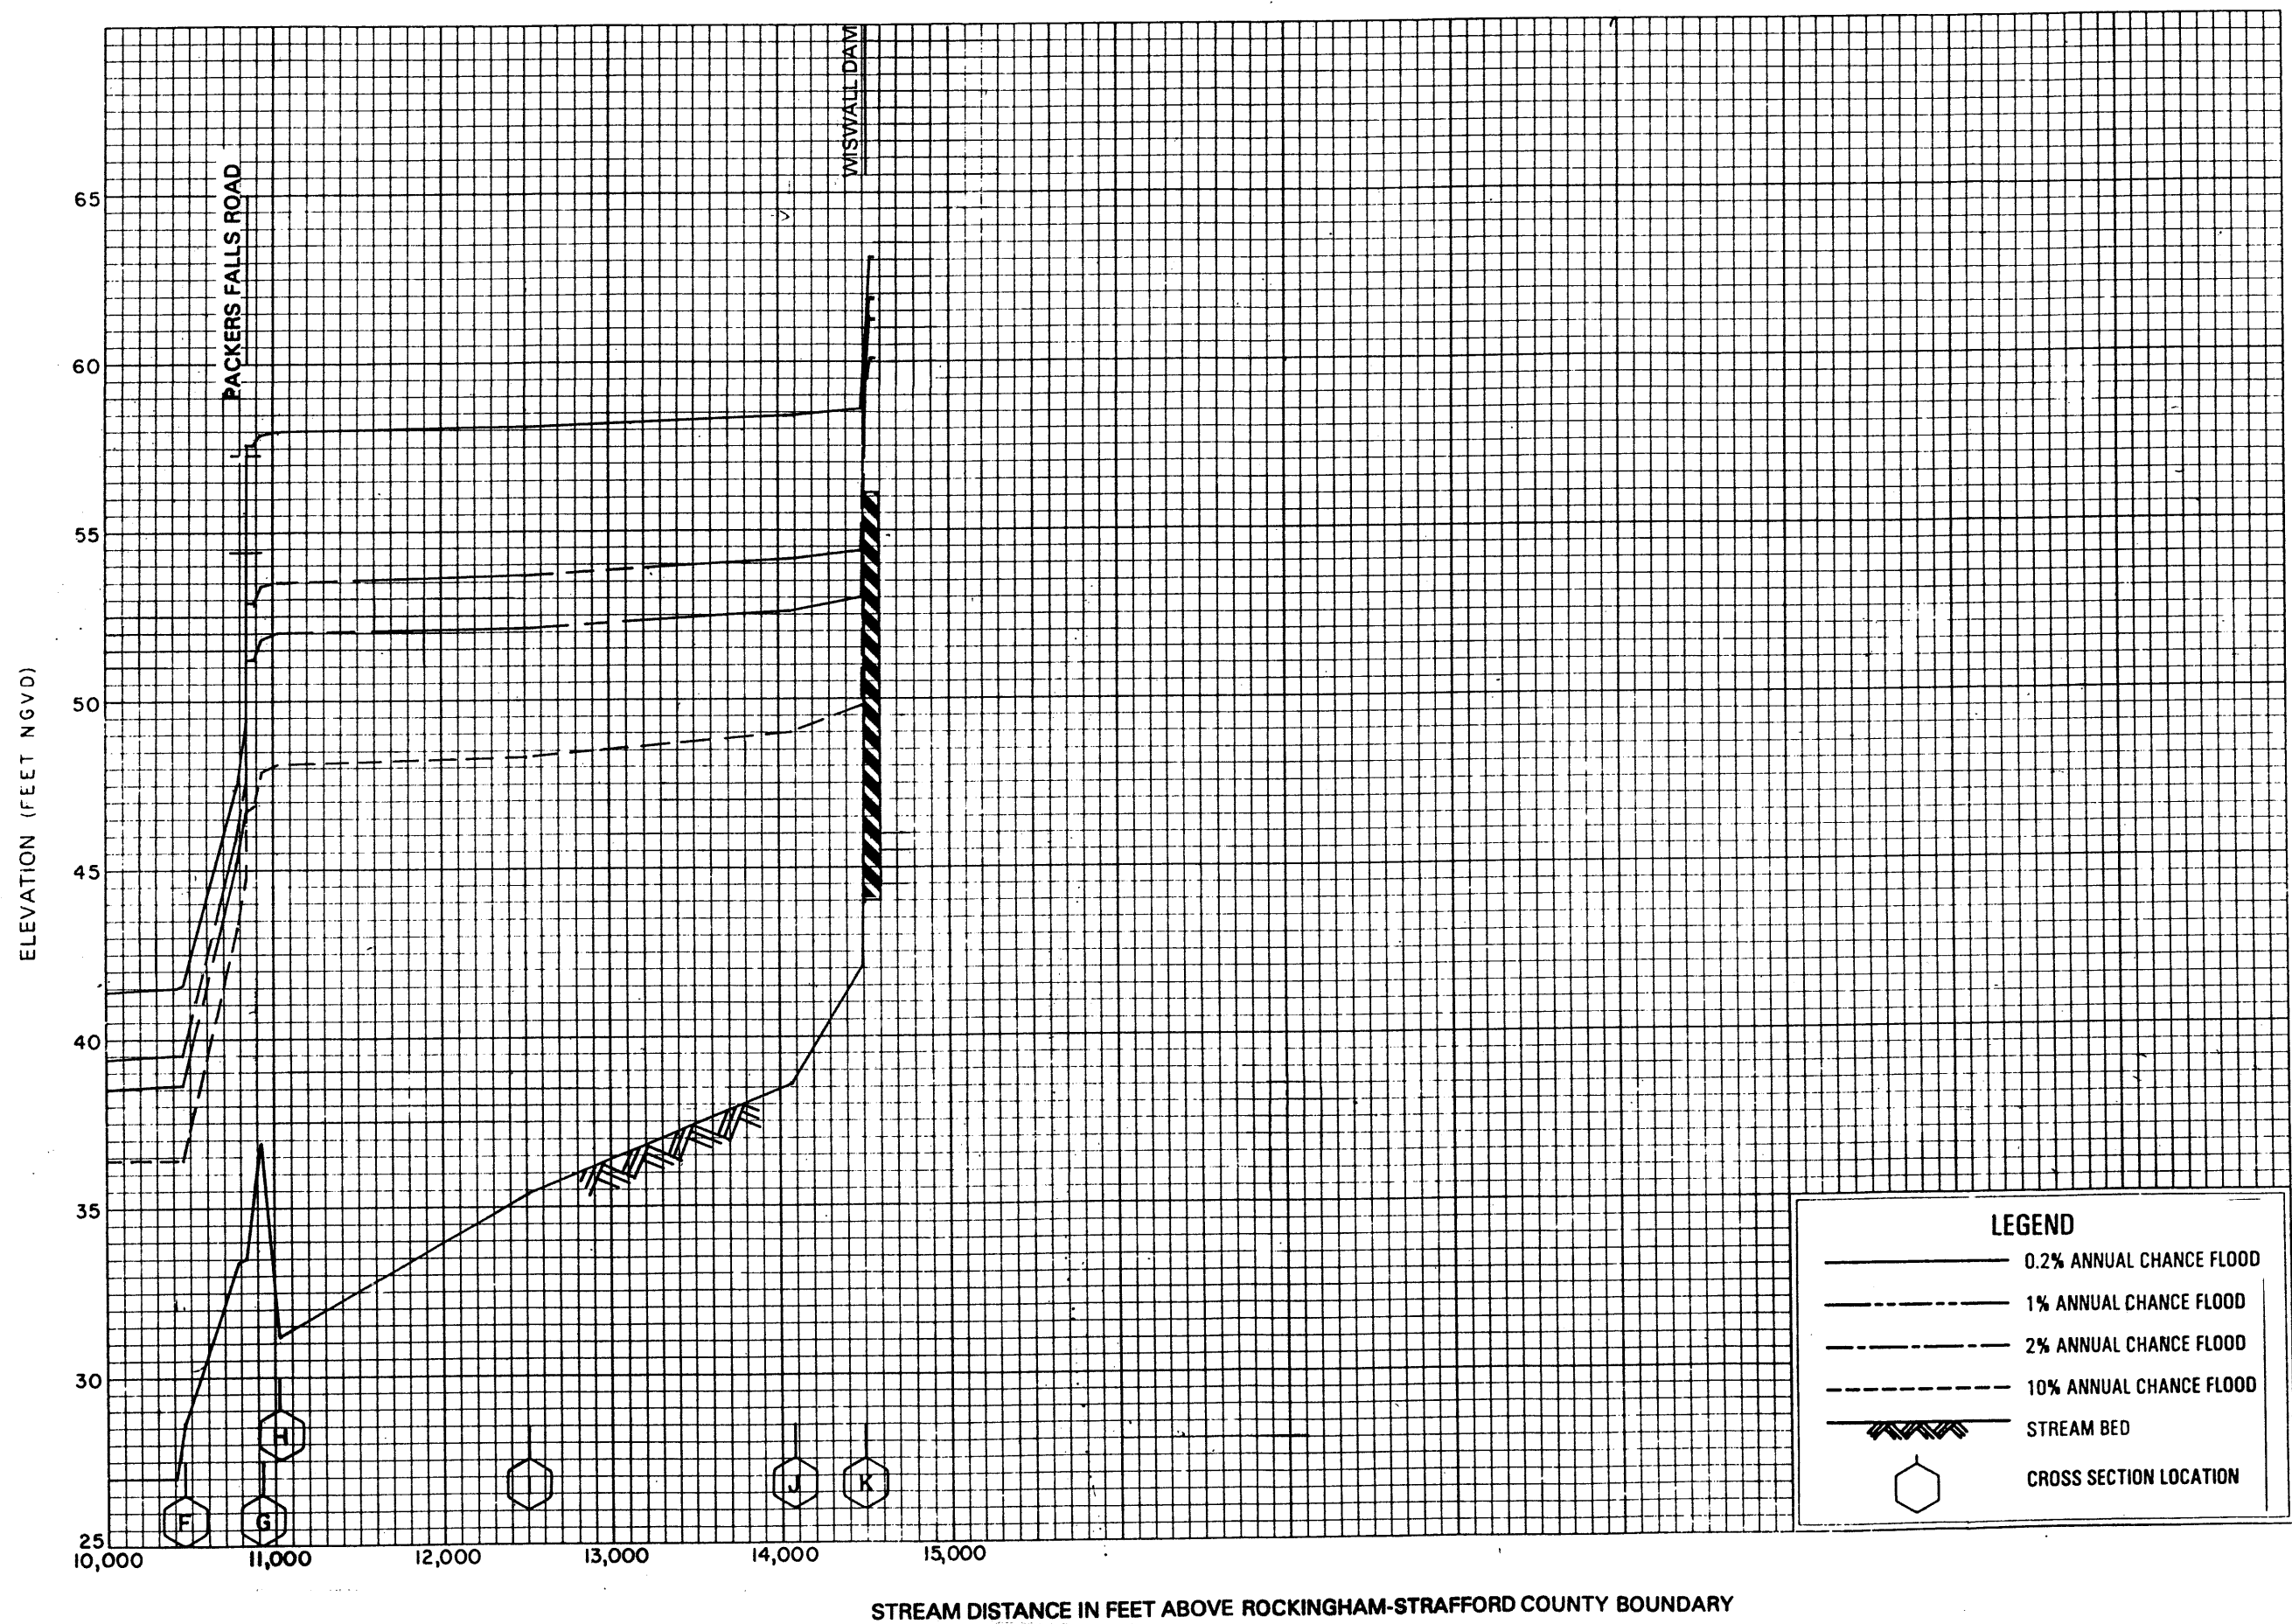 WISWALL DAM
PACKERS FALLS ROAD
65
60
55
50
45
40
35
30
25
ELEVATION (FEET NGVD)
H
I
J
K
F
G
10,000
11,000
12,000
13,000
14,000
15,000
STREAM DISTANCE IN FEET ABOVE ROCKINGHAM-STRAFFORD COUNTY BOUNDARY
LEGEND
0.2% ANNUAL CHANCE FLOOD
1% ANNUAL CHANCE FLOOD
2% ANNUAL CHANCE FLOOD
10% ANNUAL CHANCE FLOOD
STREAM BED
CROSS SECTION LOCATION